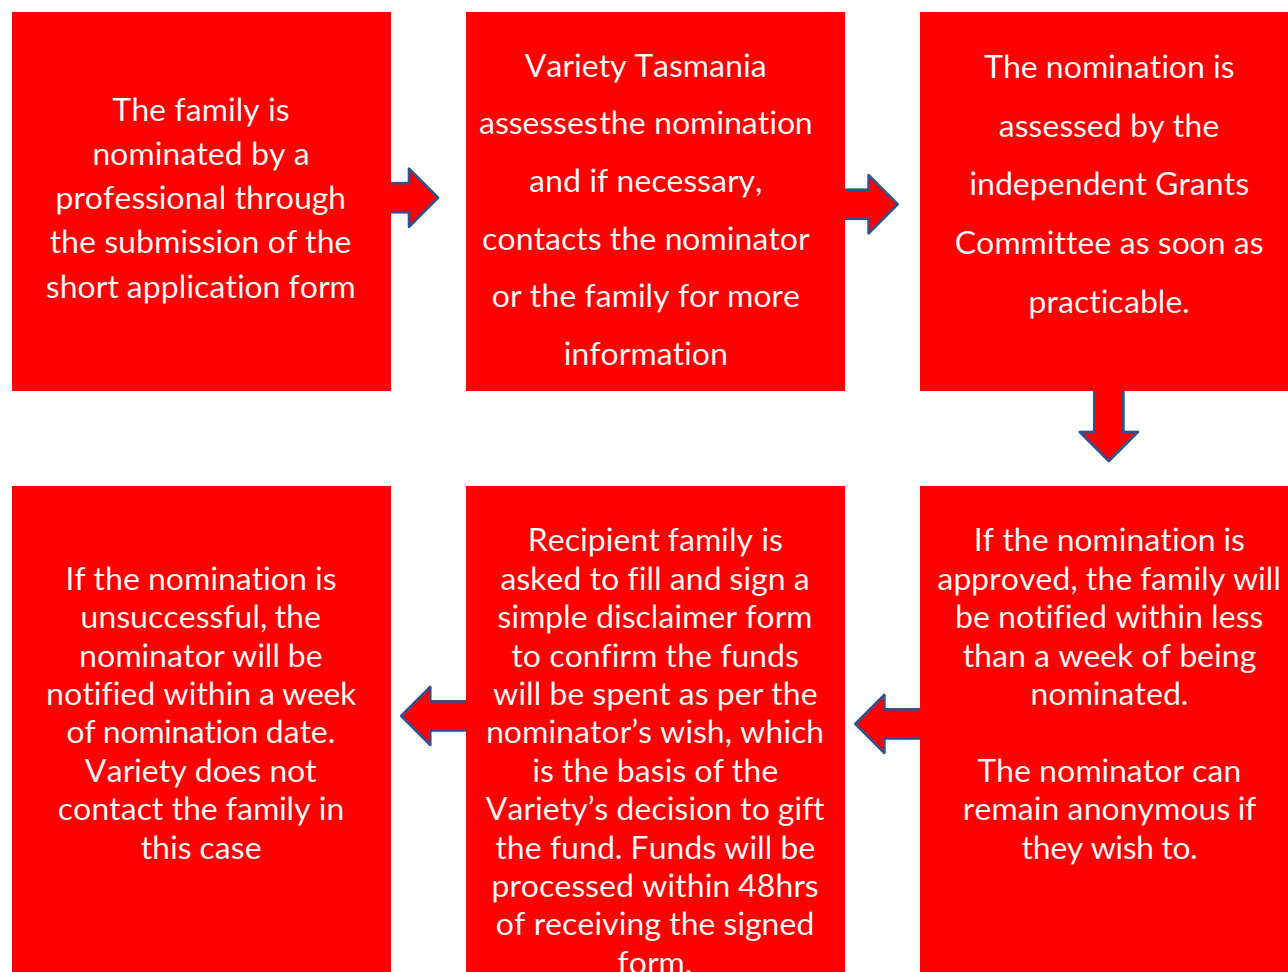 The family is
nominated by a
professional through
the submission of the
short application form
Variety Tasmania
assessesthe nomination
and if necessary,
contacts the nominator
or the family for more
information
The nomination is
assessed by the
independent Grants
Committee as soon as
practicable.
If the nomination is
approved, the family will
be notified within less
than a week of being
nominated.
The nominator can
remain anonymous if
they wish to.
Recipient family is
asked to fill and sign a
simple disclaimer form
to confirm the funds
will be spent as per the
nominator’s wish, which
is the basis of the
Variety’s decision to gift
the fund. Funds will be
processed within 48hrs
of receiving the signed
form.
If the nomination is
unsuccessful, the
nominator will be
notified within a week
of nomination date.
Variety does not
contact the family in
this case